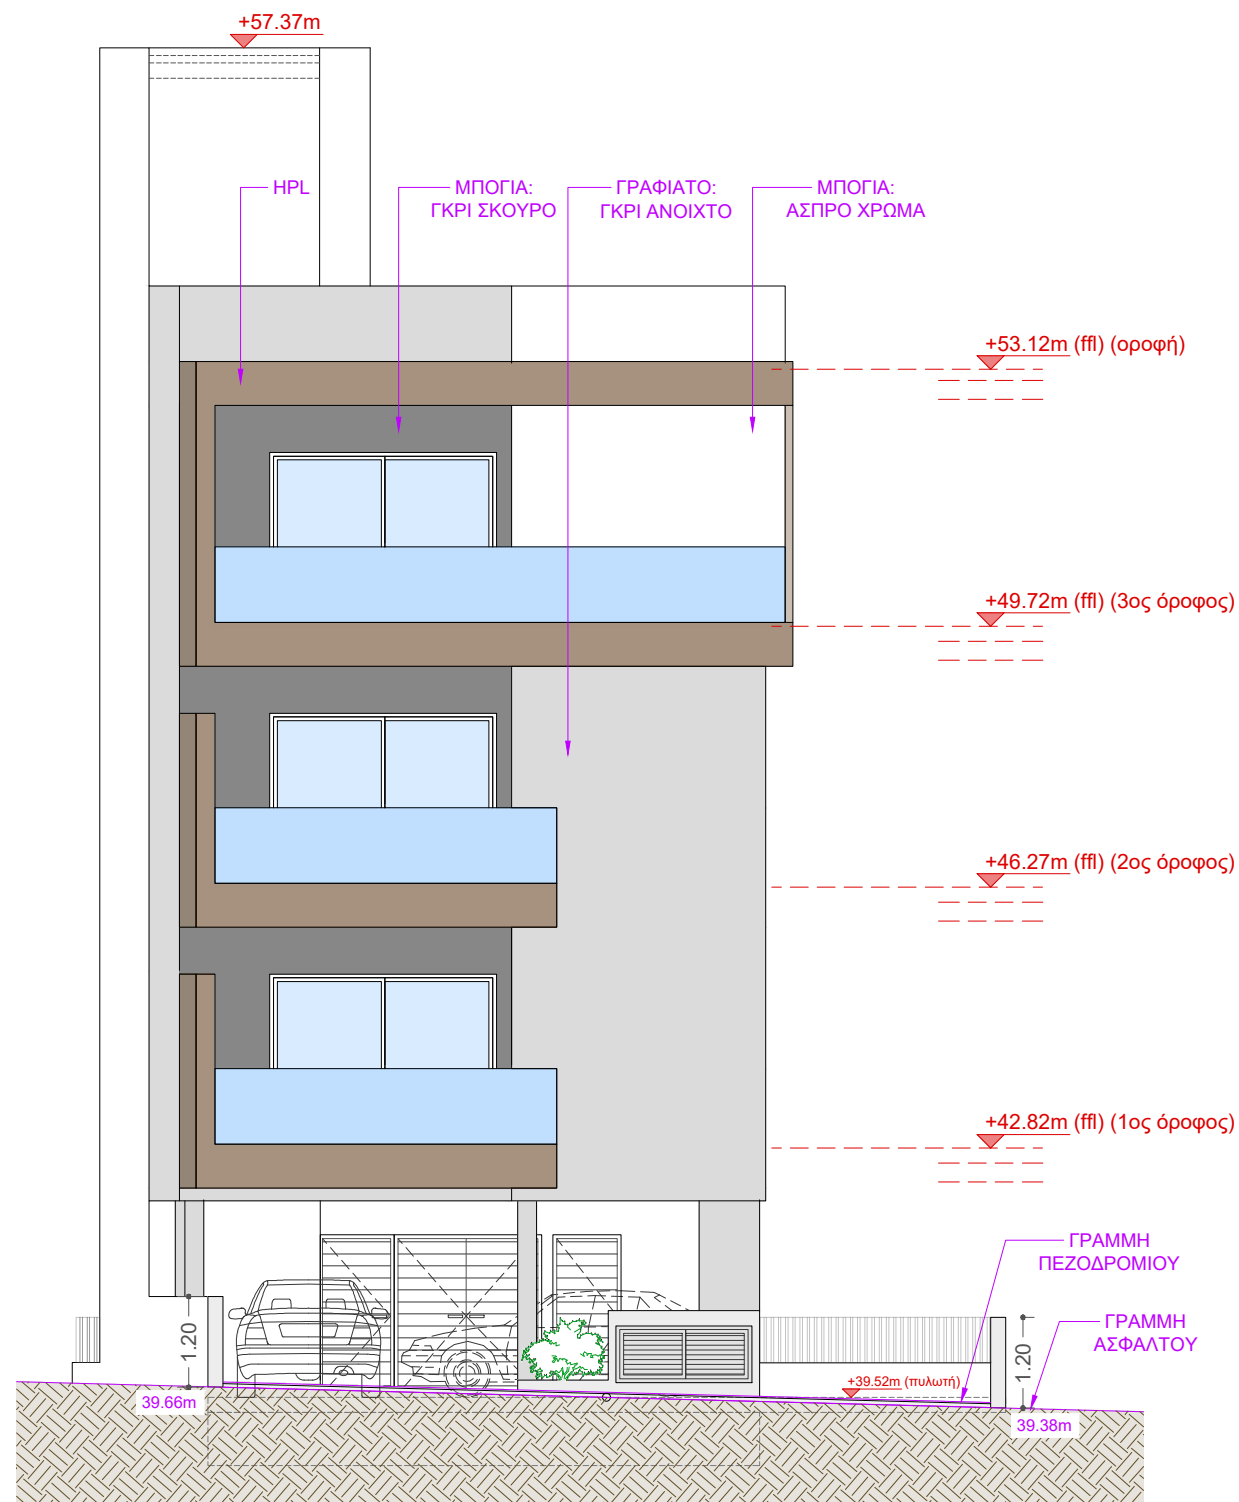 +57.37m
HPL
ΜΠΟΓΙΑ:
ΓΚΡΙ ΣΚΟΥΡΟ
ΓΡΑΦΙΑΤΟ:
ΓΚΡΙ ΑΝΟΙΧΤΟ
ΜΠΟΓΙΑ:
ΑΣΠΡΟ ΧΡΩΜΑ
+53.12m (ffl) (οροφή)
+49.72m (ffl) (3ος όροφος)
+46.27m (ffl) (2ος όροφος)
+42.82m (ffl) (1ος όροφος)
ΓΡΑΜΜΗ
ΠΕΖΟΔΡΟΜΙΟΥ
ΓΡΑΜΜΗ
ΑΣΦΑΛΤΟΥ
1.20
1.20
+39.52m (πυλωτή)
39.66m
39.38m